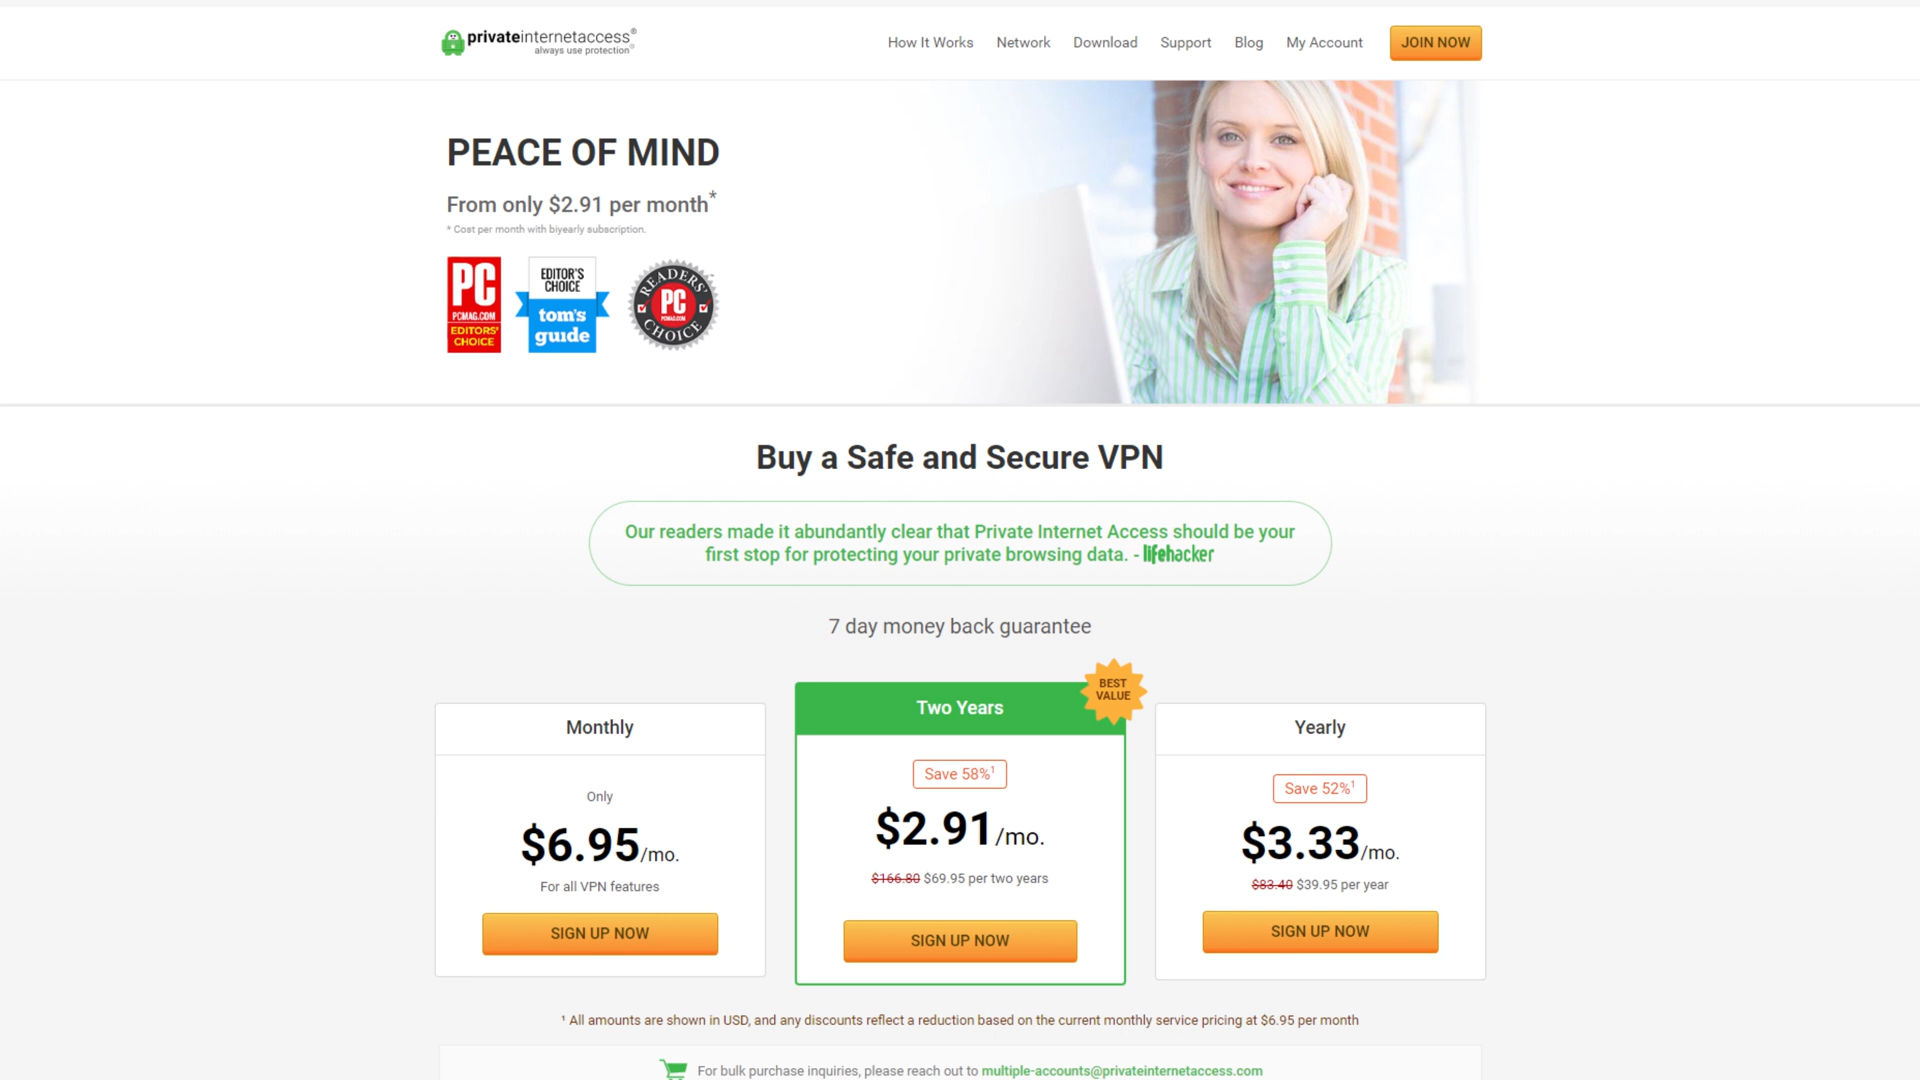 privateinternetaccess®
always use protection®
How It Works
Network
Download
Support
Blog
My Account
JOIN NOW
PEACE OF MIND
From only $2.91 per month*
* Cost per month with biyearly subscription.
PC
PCMAG.COM
EDITORS'
CHOICE
EDITOR'S
CHOICE
tom's
guide
READERS'
PC
PCMAG.COM
CHOICE
Buy a Safe and Secure VPN
Our readers made it abundantly clear that Private Internet Access should be your
first stop for protecting your private browsing data. - lifehacker
7 day money back guarantee
Monthly
Only
$6.95/mo.
For all VPN features
SIGN UP NOW
BEST
VALUE
Two Years
Save 58%¹
$2.91/mo.
$166.80 $69.95 per two years
SIGN UP NOW
Yearly
Save 52%¹
$3.33/mo.
$83.40 $39.95 per year
SIGN UP NOW
¹ All amounts are shown in USD, and any discounts reflect a reduction based on the current monthly service pricing at $6.95 per month
For bulk purchase inquiries, please reach out to multiple-accounts@privateinternetaccess.com